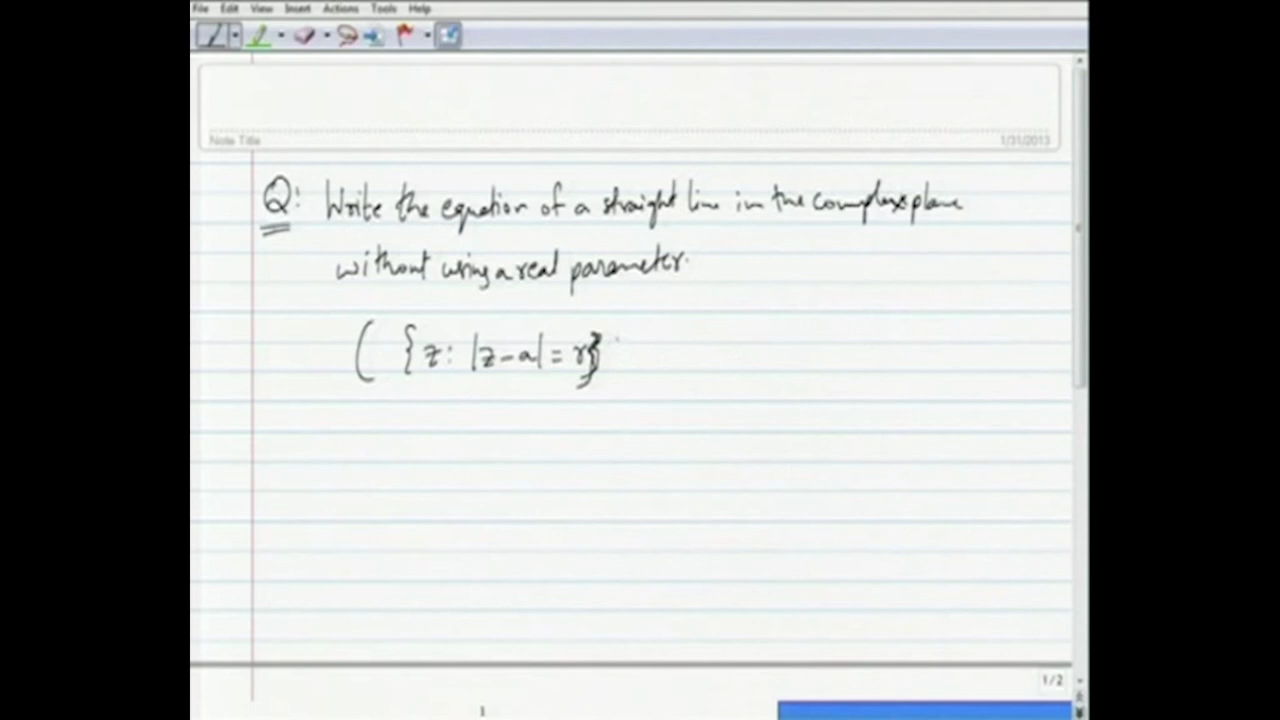 File Edit View Insert Actions Tools Help
Note Title
1/31/2013
Q: Write the equation of a straight line in the complex plane
without using a real parameter.
( {z: |z-a| = r}
1/2
1